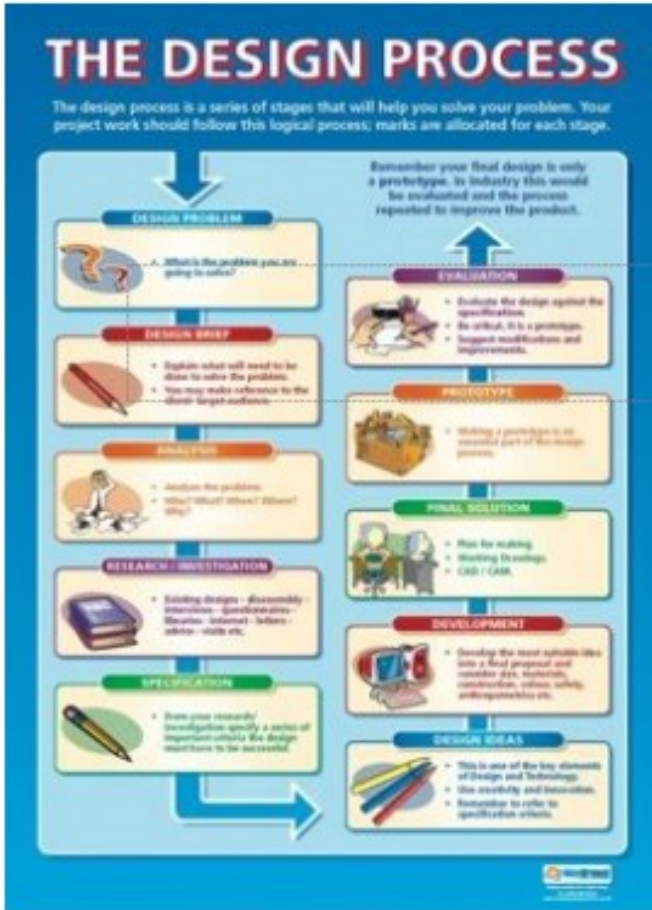 THE DESIGN PROCESS
The design process is a series of stages that will help you solve your problem. Your
project work should follow this logical process; marks are allocated for each stage.
DESIGN PROBLEM
• What is the problem you are
going to solve?
DESIGN BRIEF
• Explain what will need to be
done to solve the problem.
• You may make reference to the
client/ target audience.
ANALYSIS
• Analyse the problem.
• Who? What? When? Where?
Why?
RESEARCH / INVESTIGATION
• Existing designs - disassembly -
interviews - questionnaires -
libraries - internet - letters -
advice - visits etc.
SPECIFICATION
• From your research/
investigation specify a series of
important criteria the design
must have to be successful.
Remember your final design is only
a prototype. In industry this would
be evaluated and the process
repeated to improve the product.
EVALUATION
• Evaluate the design against the
specification.
• Be critical, it is a prototype.
• Suggest modifications and
improvements.
PROTOTYPE
• Making a prototype is an
essential part of the design
process.
FINAL SOLUTION
• Plan for making.
• Working Drawings.
• CAD / CAM.
DEVELOPMENT
• Develop the most suitable idea
into a final proposal and
consider size, materials,
construction, colour, safety,
anthropometrics etc.
DESIGN IDEAS
• This is one of the key elements
of Design and Technology.
• Use creativity and innovation.
• Remember to refer to
specification criteria.